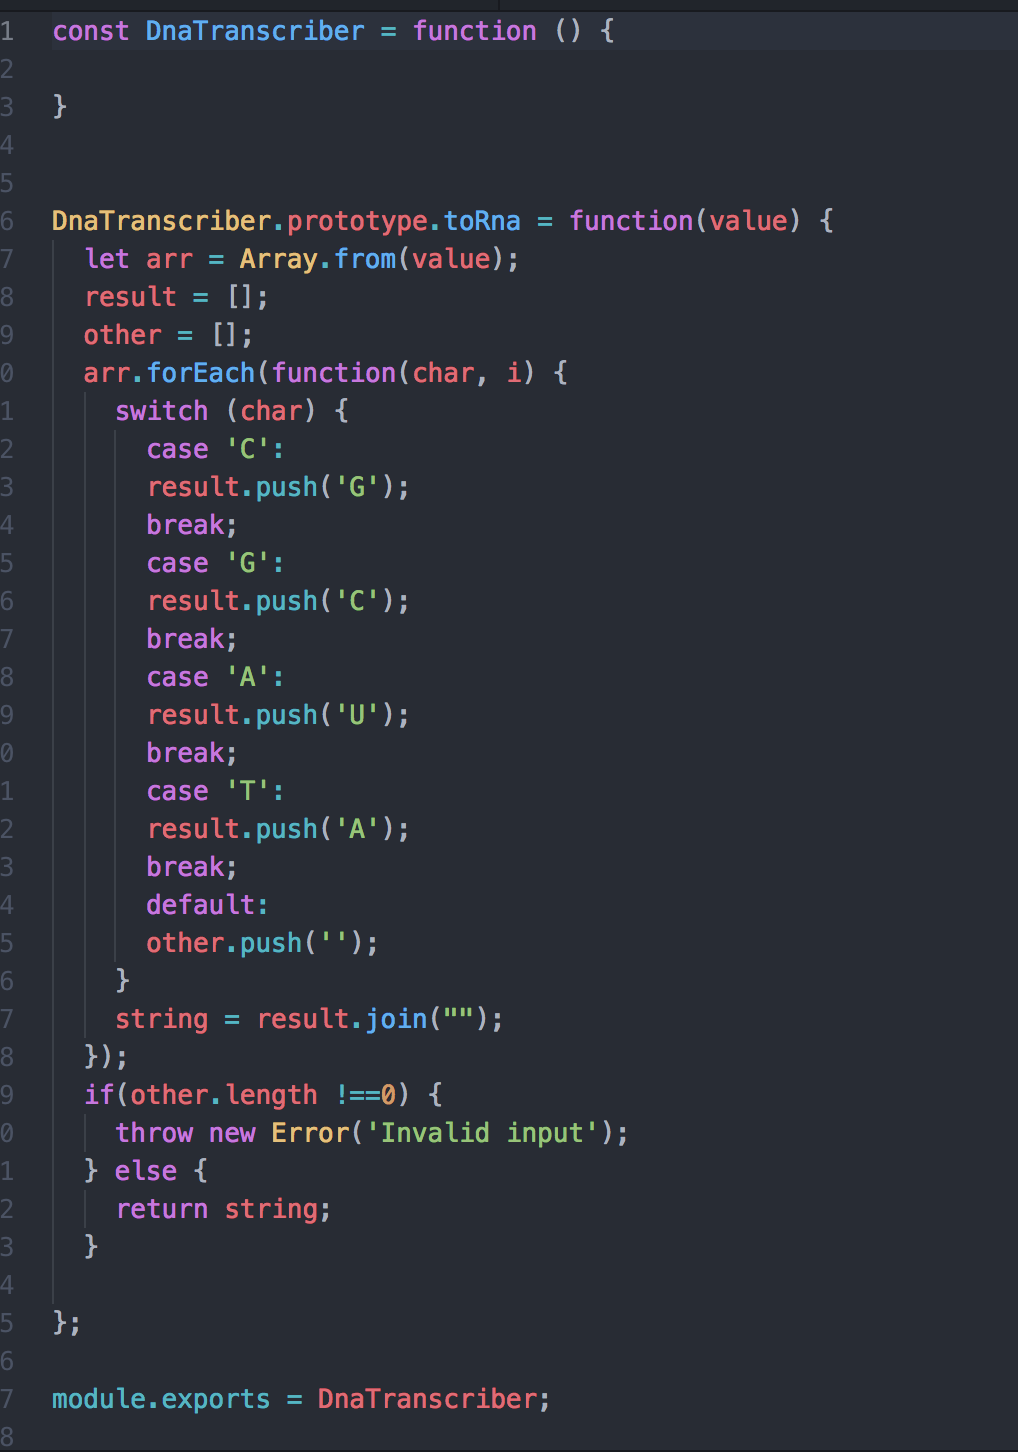 1 const DnaTranscriber = function () {
2
3 }
4
5
6 DnaTranscriber.prototype.toRna = function(value) {
7   let arr = Array.from(value);
8   result = [];
9   other = [];
0   arr.forEach(function(char, i) {
1     switch (char) {
2       case 'C':
3       result.push('G');
4       break;
5       case 'G':
6       result.push('C');
7       break;
8       case 'A':
9       result.push('U');
0       break;
1       case 'T':
2       result.push('A');
3       break;
4       default:
5       other.push('');
6     }
7     string = result.join("");
8   });
9   if(other.length !==0) {
0     throw new Error('Invalid input');
1   } else {
2     return string;
3   }
4
5 };
6
7 module.exports = DnaTranscriber;
8